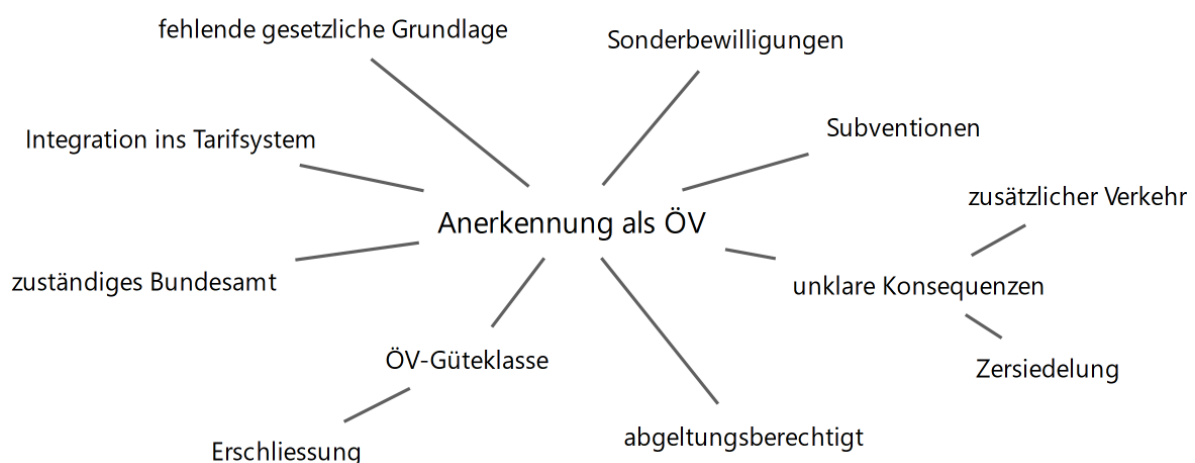 fehlende gesetzliche Grundlage
Sonderbewilligungen
Integration ins Tarifsystem
Subventionen
zusätzlicher Verkehr
Anerkennung als ÖV
zuständiges Bundesamt
unklare Konsequenzen
ÖV-Güteklasse
Zersiedelung
Erschliessung
abgeltungsberechtigt